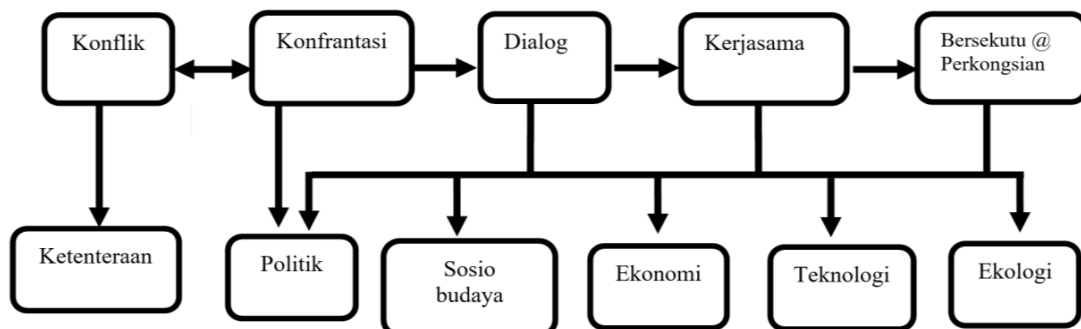 Konflik
Konfrantasi
Dialog
Kerjasama
Bersekutu @
Perkongsian
Ketenteraan
Politik
Sosio
budaya
Ekonomi
Teknologi
Ekologi